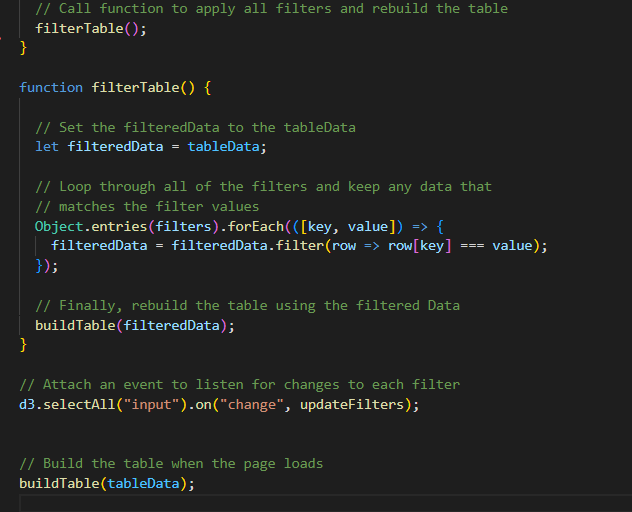 // Call function to apply all filters and rebuild the table
filterTable();
}
function filterTable() {
// Set the filteredData to the tableData
let filteredData = tableData;
// Loop through all of the filters and keep any data that
// matches the filter values
Object.entries(filters).forEach(([key, value]) => {
filteredData = filteredData.filter(row => row[key] === value);
});
// Finally, rebuild the table using the filtered Data
buildTable(filteredData);
}
// Attach an event to listen for changes to each filter
d3.selectAll("input").on("change", updateFilters);
// Build the table when the page loads
buildTable(tableData);